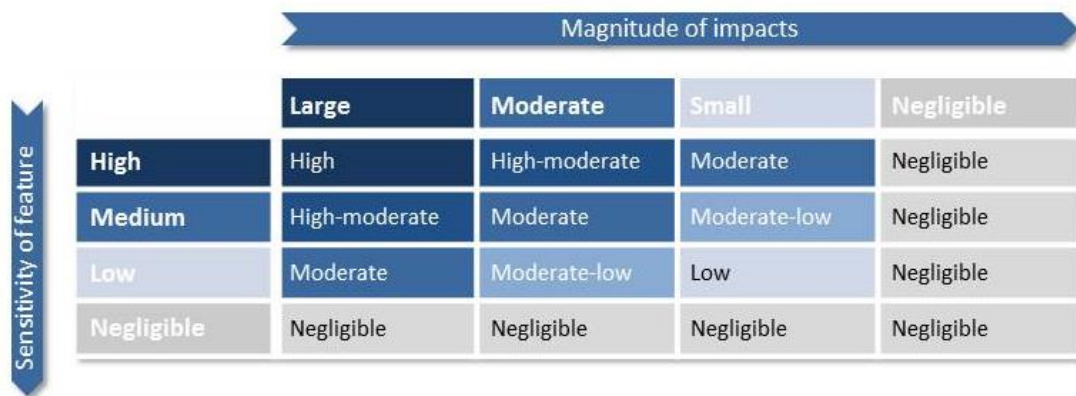 Magnitude of impacts
Sensitivity of feature
Large Moderate Small Negligible
High High High-moderate Moderate Negligible
Medium High-moderate Moderate Moderate-low Negligible
Low Moderate Moderate-low Low Negligible
Negligible Negligible Negligible Negligible Negligible